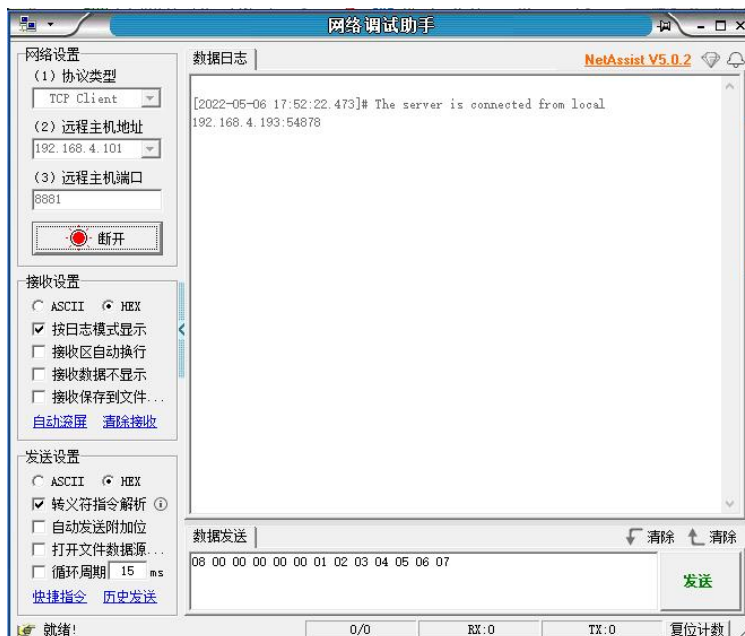 网络调试助手
网络设置
(1) 协议类型
TCP Client
(2) 远程主机地址
192.168.4.101
(3) 远程主机端口
8881
断开
接收设置
ASCII HEX
按日志模式显示
接收区自动换行
接收数据不显示
接收保存到文件...
自动滚屏 清除接收
发送设置
ASCII HEX
转义符指令解析
自动发送附加位
打开文件数据源...
循环周期 15 ms
快捷指令 历史发送
数据日志 NetAssist V5.0.2
[2022-05-06 17:52:22.473]# The server is connected from local
192.168.4.193:54878
数据发送 清除 清除
08 00 00 00 00 00 01 02 03 04 05 06 07
发送
就绪! 0/0 RX:0 TX:0 复位计数